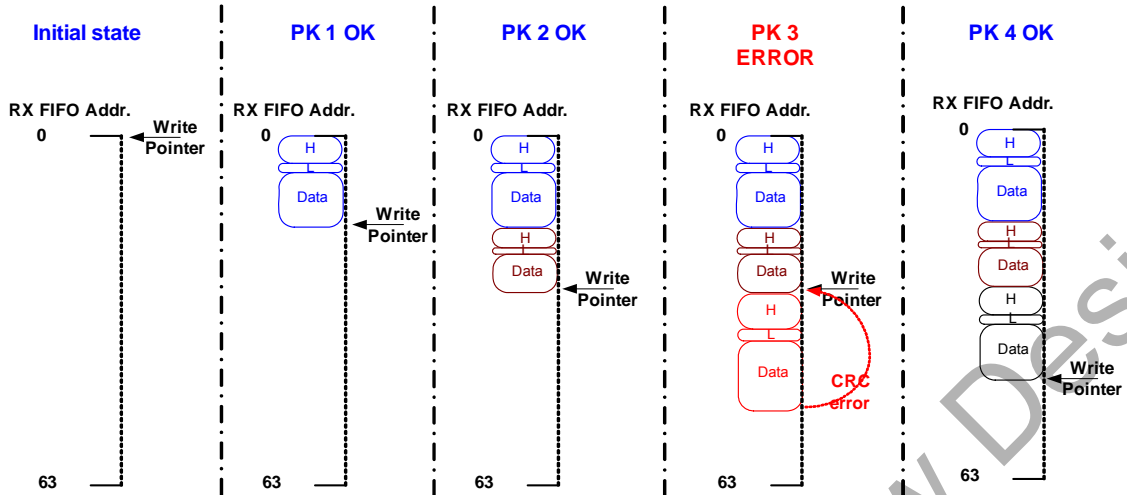 Initial state
RX FIFO Addr.
0
Write
Pointer
63
PK 1 OK
RX FIFO Addr.
0
H
L
Data
Write
Pointer
63
PK 2 OK
RX FIFO Addr.
0
H
L
Data
H
L
Data
Write
Pointer
63
PK 3
ERROR
RX FIFO Addr.
0
H
L
Data
H
L
Data
Write
Pointer
H
L
Data
CRC
error
63
PK 4 OK
RX FIFO Addr.
0
H
L
Data
H
L
Data
H
L
Data
Write
Pointer
63